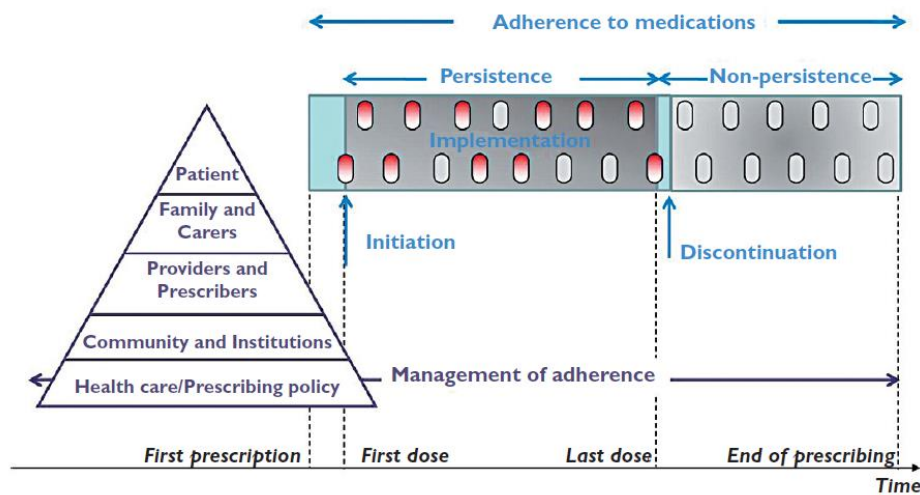 Adherence to medications
Persistence
Non-persistence
Implementation
Patient
Family and
Carers
Initiation
Discontinuation
Providers and
Prescribers
Community and Institutions
Management of adherence
Health care/Prescribing policy
First prescription
First dose
Last dose
End of prescribing
Time